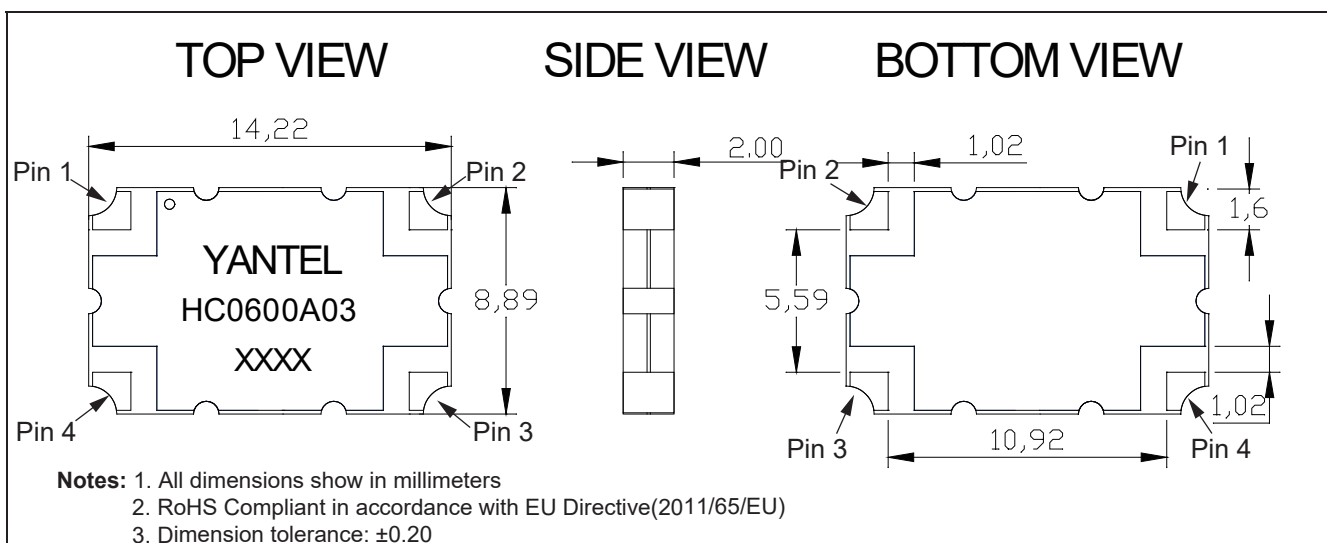 TOP VIEW
SIDE VIEW
BOTTOM VIEW
14,22
Pin 1
Pin 2
YANTEL
HC0600A03
XXXX
8,89
Pin 4
Pin 3
2.00
Pin 2
1,02
Pin 1
1,6
5,59
1,02
Pin 3
10,92
Pin 4
Notes: 1. All dimensions show in millimeters
2. RoHS Compliant in accordance with EU Directive(2011/65/EU)
3. Dimension tolerance: ±0.20